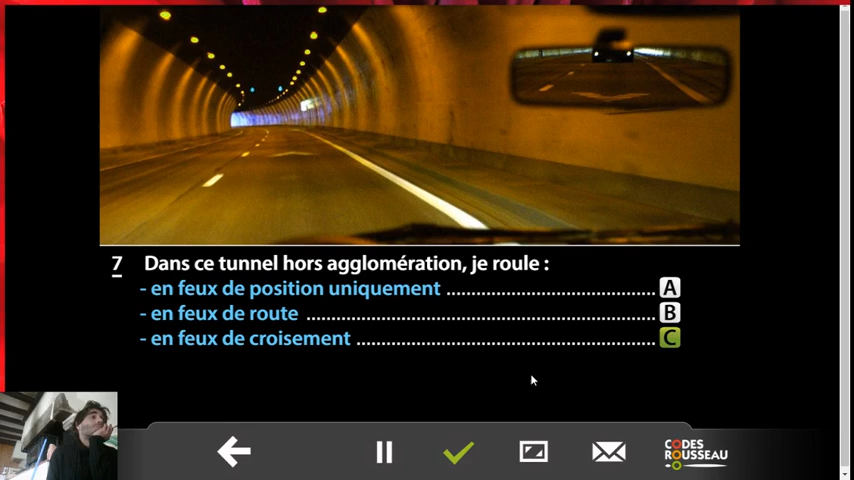 7 Dans ce tunnel hors agglomération, je roule :
- en feux de position uniquement ........................................................ A
- en feux de route ........................................................................................ B
- en feux de croisement ............................................................................ C
CODES
ROUSSEAU